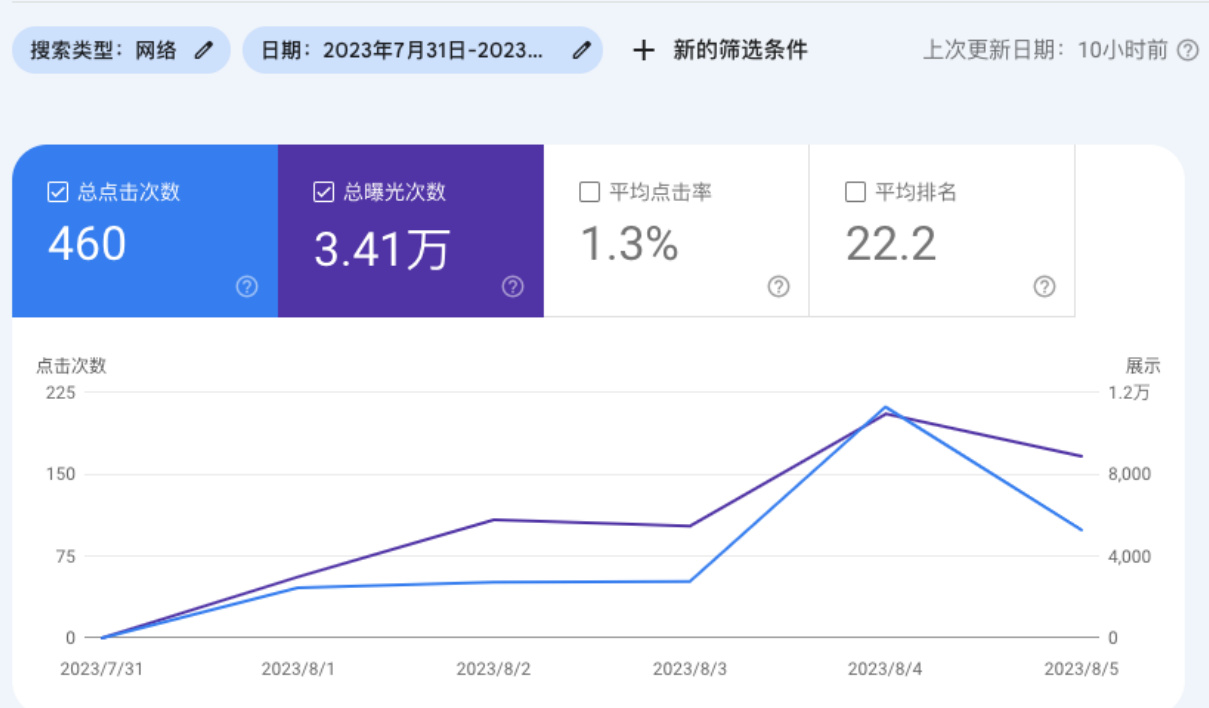 搜索类型：网络 日期：2023年7月31日-2023... 新的筛选条件 上次更新日期：10小时前
总点击次数 总曝光次数 平均点击率 平均排名
460 3.41万 1.3% 22.2
点击次数 展示
225 1.2万
150 8,000
75 4,000
0 0
2023/7/31 2023/8/1 2023/8/2 2023/8/3 2023/8/4 2023/8/5